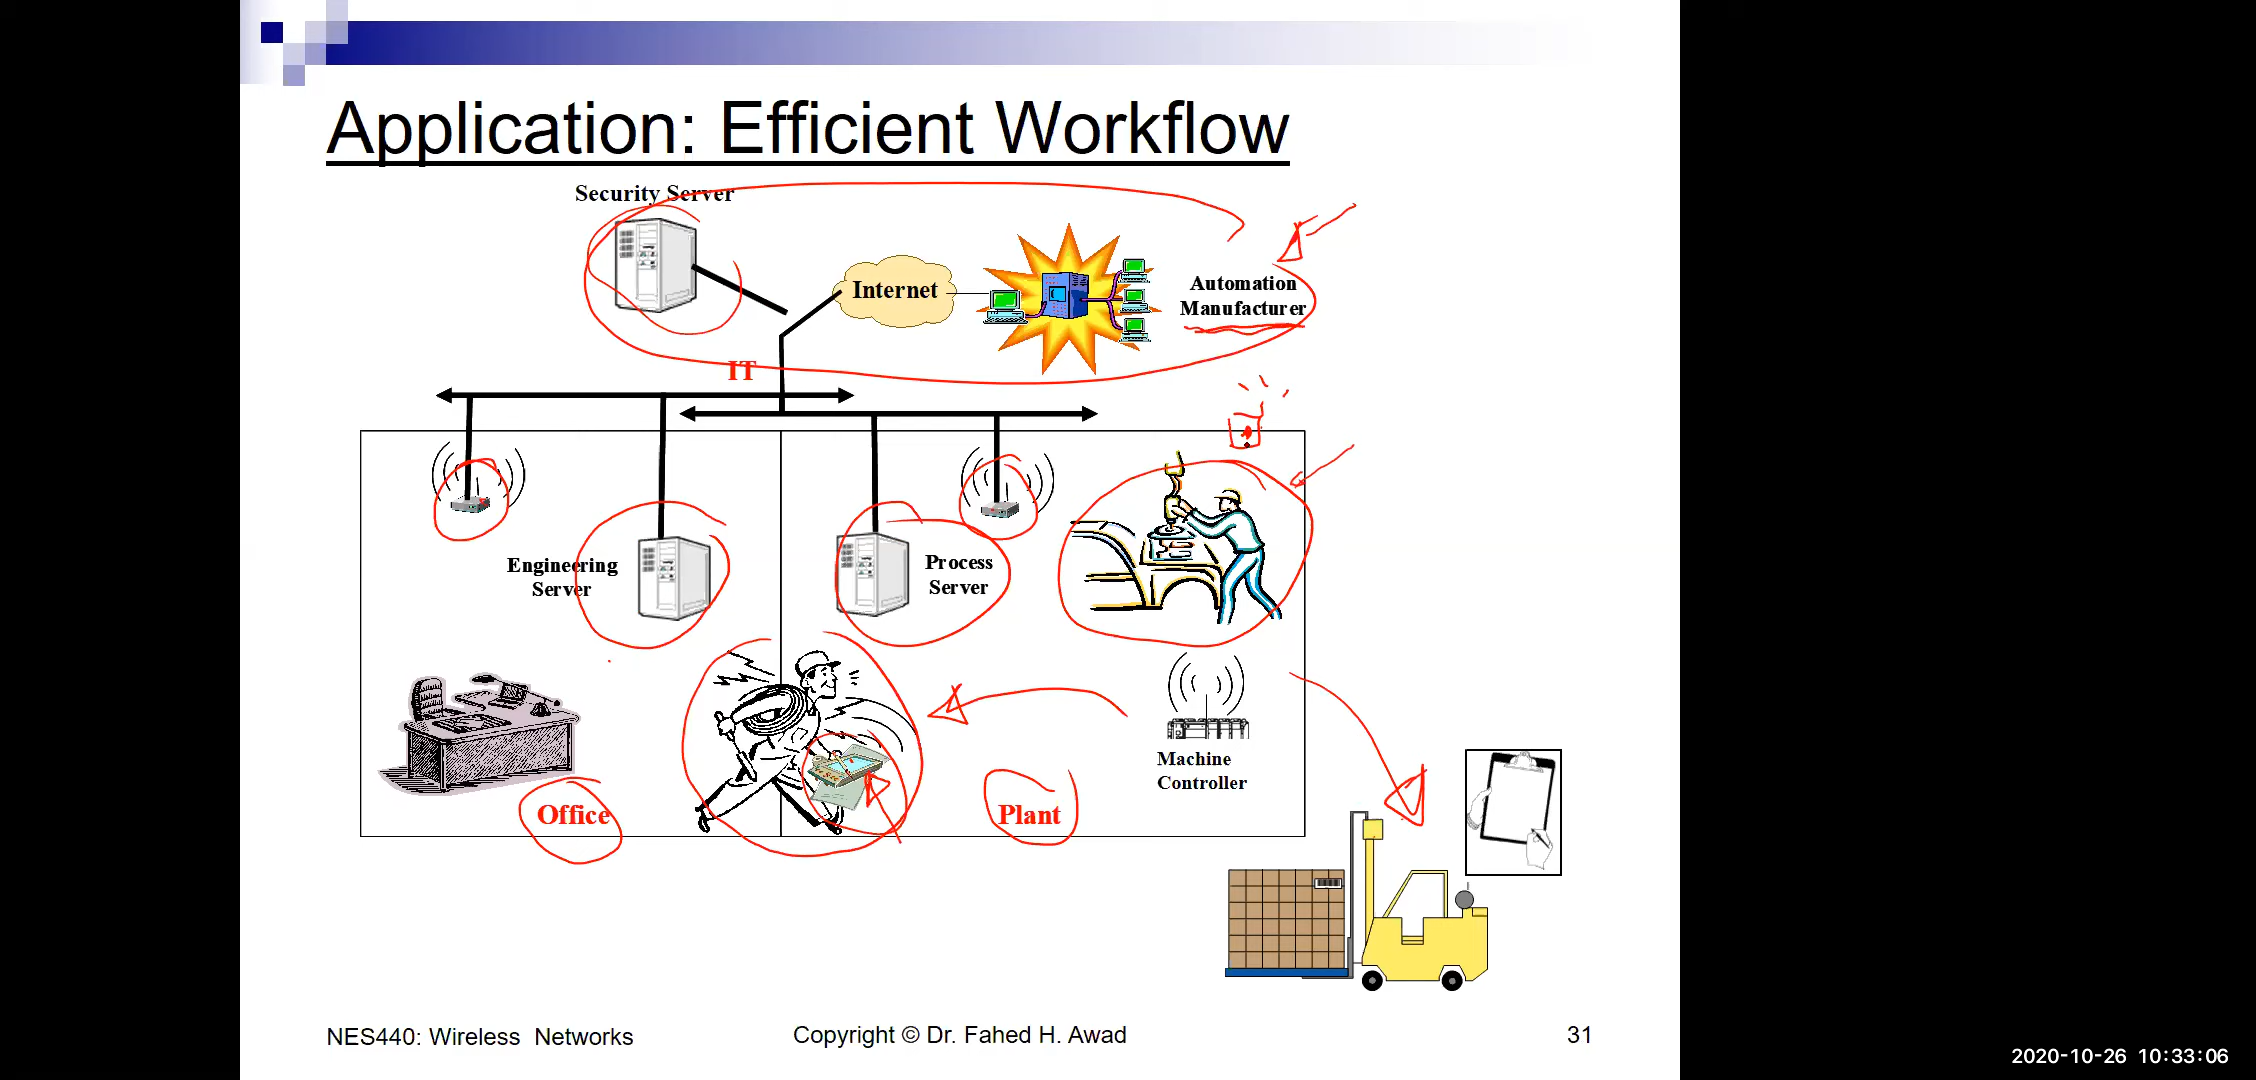 Application: Efficient Workflow
Security Server
Internet
Automation
Manufacturer
IT
Engineering
Server
Process
Server
Machine
Controller
Office
Plant
NES440: Wireless Networks
Copyright © Dr. Fahed H. Awad
31
2020-10-26 10:33:06